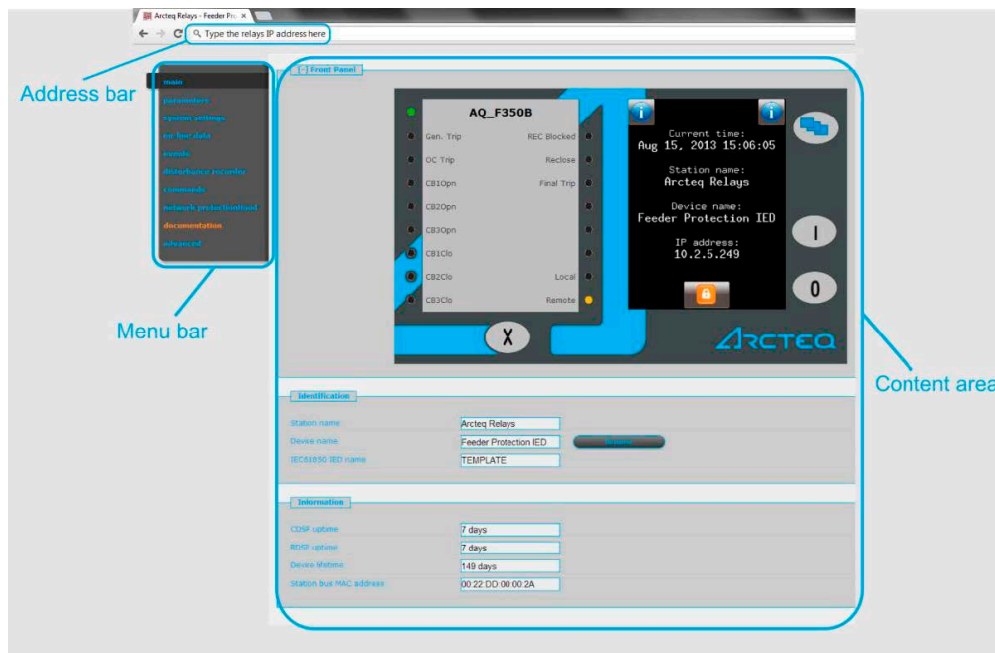 Arcteq Relays - Feeder Pro
Type the relays IP address here
Address bar
main
parameters
system settings
on-line data
events
disturbance recorder
commands
network protection
documentation
advanced
Menu bar
[-] Front Panel
AQ_F350B
Gen. Trip REC Blocked
OC Trip Reclose
CB1Opn Final Trip
CB2Opn
CB3Opn
CB1Clo
CB2Clo Local
CB3Clo Remote
X
i i
Current time:
Aug 15, 2013 15:06:05
Station name:
Arcteq Relays
Device name:
Feeder Protection IED
IP address:
10.2.5.249
I
O
ARCTEQ
Content area
Identification
Station name Arcteq Relays
Device name Feeder Protection IED
IEC61850 IED name TEMPLATE
Information
CDSP uptime 7 days
RDSP uptime 7 days
Device lifetime 149 days
Station bus MAC address 00:22:DD:00:00:2A